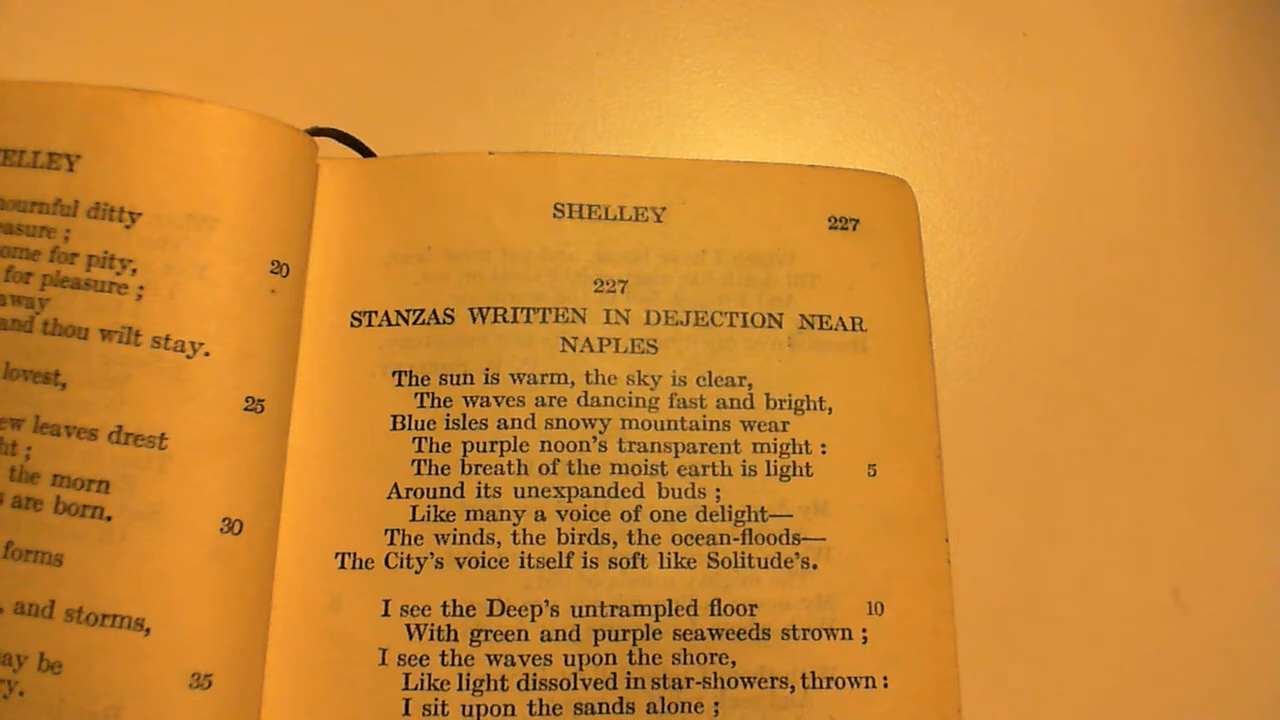 ELLEY
ournful ditty
easure ;
ome for pity,
20
for pleasure ;
away
and thou wilt stay.
lovest,
25
ew leaves drest
ht ;
the morn
s are born.
30
forms
, and storms,
ay be
35
ry.
SHELLEY
227
227
STANZAS WRITTEN IN DEJECTION NEAR
NAPLES
The sun is warm, the sky is clear,
The waves are dancing fast and bright,
Blue isles and snowy mountains wear
The purple noon's transparent might :
The breath of the moist earth is light 5
Around its unexpanded buds ;
Like many a voice of one delight—
The winds, the birds, the ocean-floods—
The City's voice itself is soft like Solitude's.
I see the Deep's untrampled floor 10
With green and purple seaweeds strown ;
I see the waves upon the shore,
Like light dissolved in star-showers, thrown :
I sit upon the sands alone ;